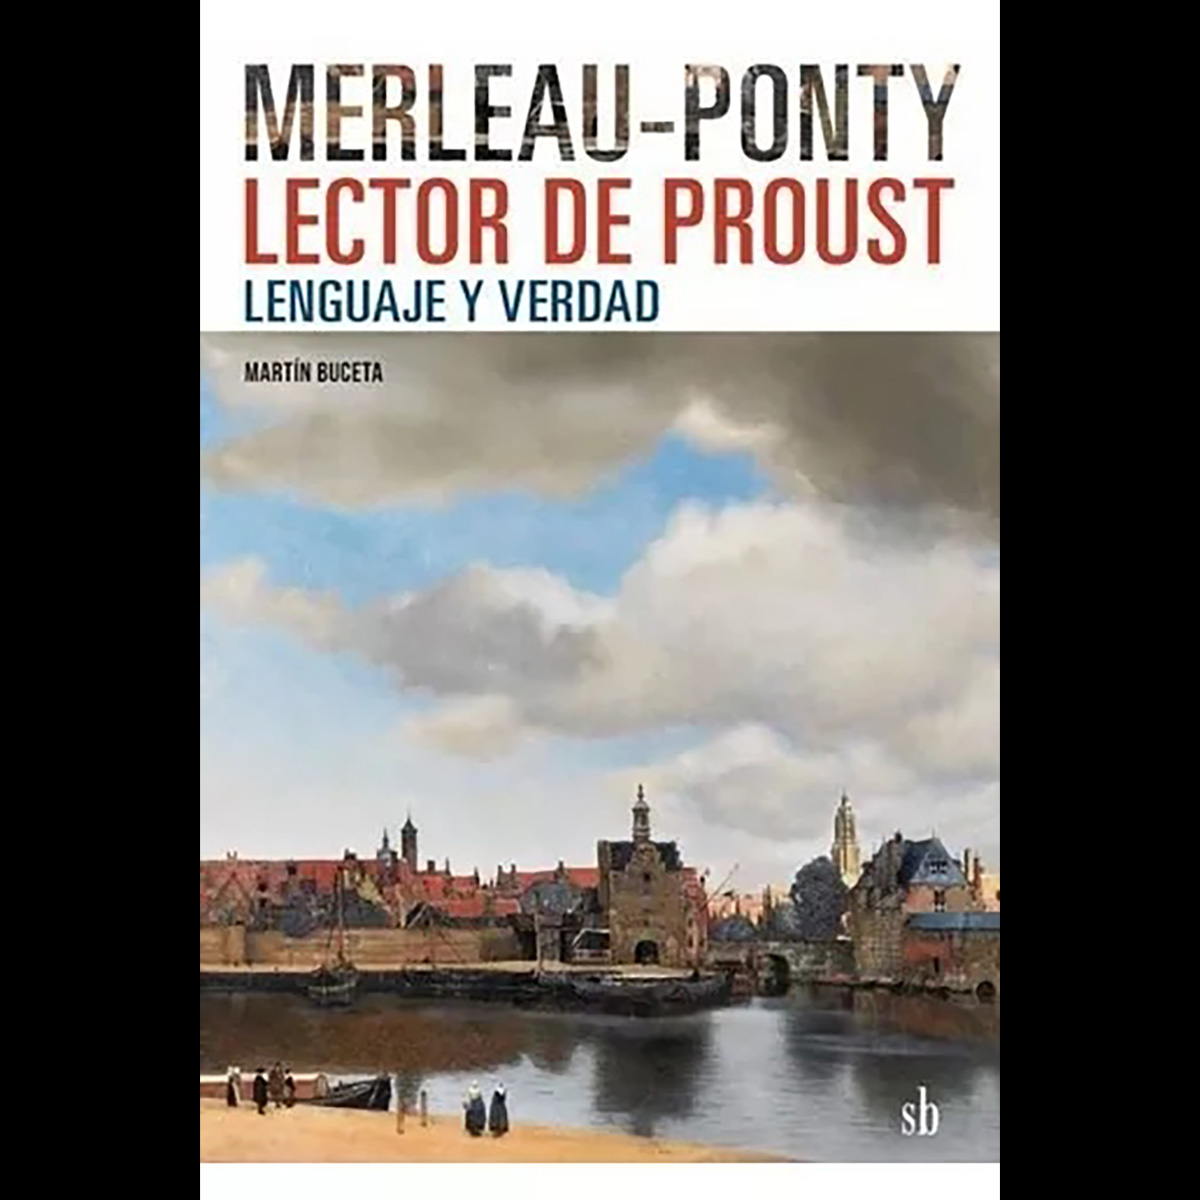 MERLEAU-PONTY
LECTOR DE PROUST
LENGUAJE Y VERDAD
MARTÍN BUCETA
sb